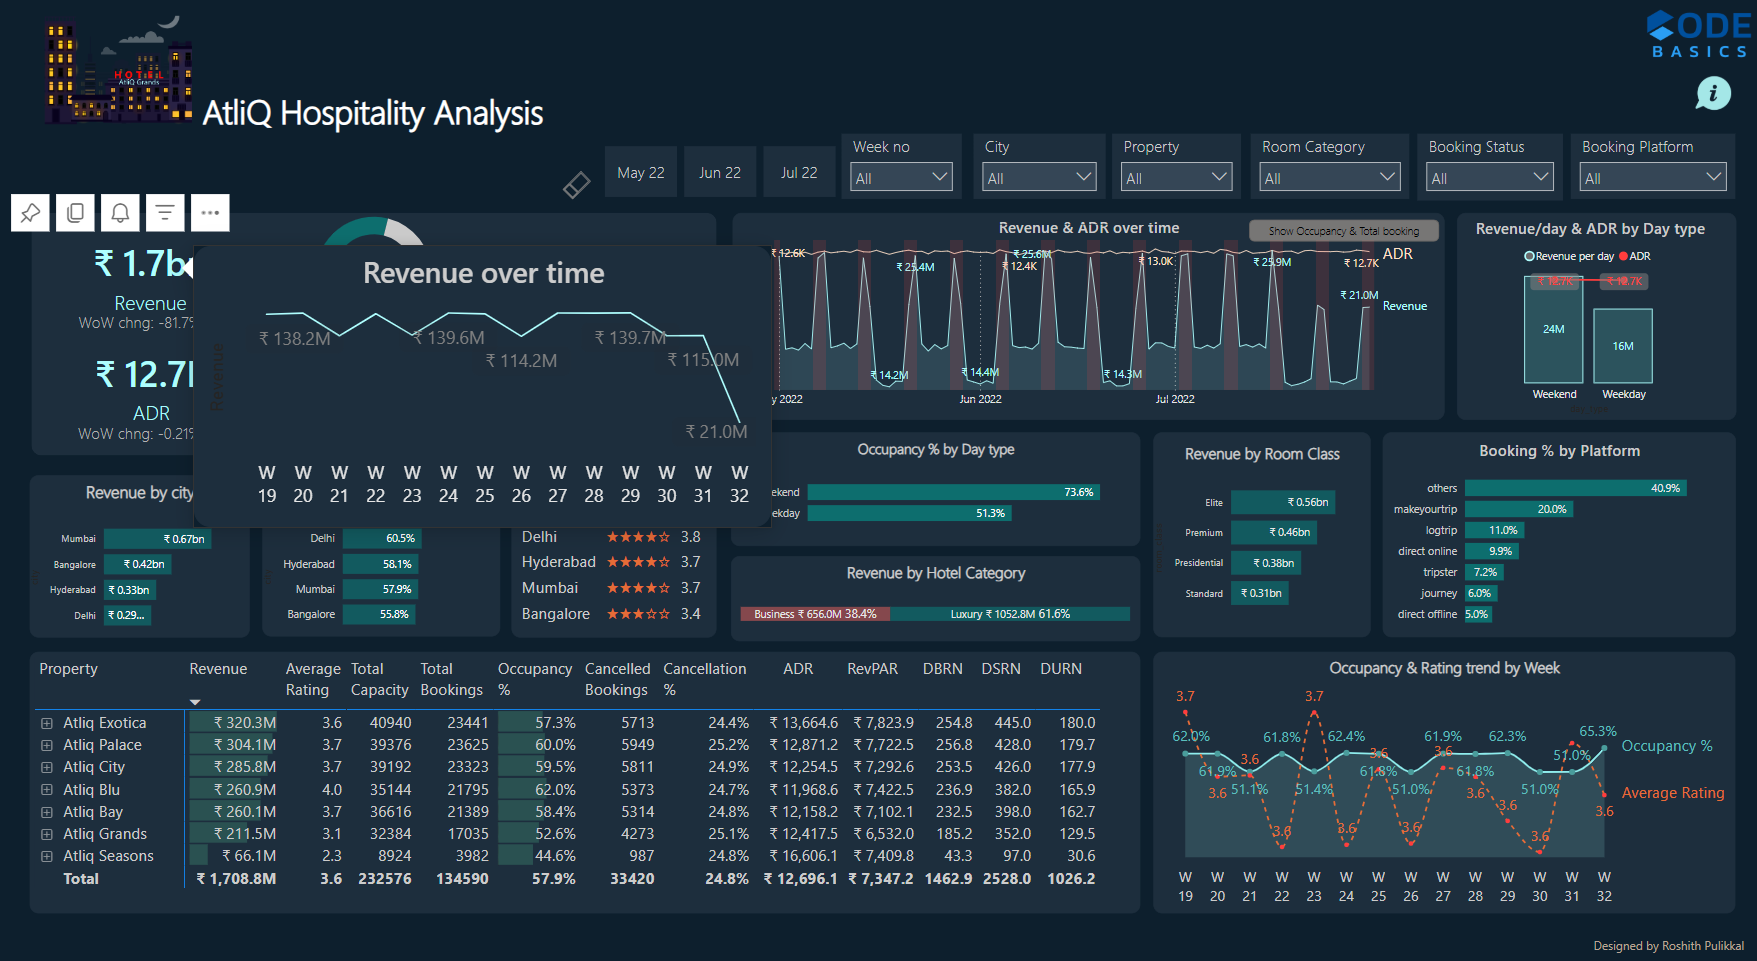 CODE
BASICS
HOTEL
AtliQ Grands
AtliQ Hospitality Analysis
May 22
Jun 22
Jul 22
Week no
All
City
All
Property
All
Room Category
All
Booking Status
All
Booking Platform
All
₹ 1.7b
Revenue
WoW chng: -81.7%
₹ 12.7
ADR
WoW chng: -0.21%
Revenue over time
Revenue
₹ 138.2M
₹ 139.6M
₹ 114.2M
₹ 139.7M
₹ 115.0M
₹ 21.0M
W 19 W 20 W 21 W 22 W 23 W 24 W 25 W 26 W 27 W 28 W 29 W 30 W 31 W 32
Revenue & ADR over time
Show Occupancy & Total booking
₹ 12.6K
₹ 25.4M
₹ 25.6M
₹ 12.4K
₹ 13.0K
₹ 25.9M
₹ 12.7K
ADR
₹ 21.0M
Revenue
₹ 14.2M
₹ 14.4M
₹ 14.3M
y 2022
Jun 2022
Jul 2022
Revenue/day & ADR by Day type
Revenue per day ADR
₹ 12.7K
24M
16M
Weekend
Weekday
Revenue by city
Mumbai ₹ 0.67bn
Bangalore ₹ 0.42bn
Hyderabad ₹ 0.33bn
Delhi ₹ 0.29...
Delhi 60.5%
Hyderabad 58.1%
Mumbai 57.9%
Bangalore 55.8%
Delhi ★★★★☆ 3.8
Hyderabad ★★★★☆ 3.7
Mumbai ★★★★☆ 3.7
Bangalore ★★★☆☆ 3.4
Occupancy % by Day type
ekend 73.6%
ekday 51.3%
Revenue by Hotel Category
Business ₹ 656.0M 38.4% Luxury ₹ 1052.8M 61.6%
Revenue by Room Class
Elite ₹ 0.56bn
Premium ₹ 0.46bn
Presidential ₹ 0.38bn
Standard ₹ 0.31bn
Booking % by Platform
others 40.9%
makeyourtrip 20.0%
logtrip 11.0%
direct online 9.9%
tripster 7.2%
journey 6.0%
direct offline 5.0%
Property Revenue Average Rating Total Capacity Total Bookings Occupancy % Cancelled Bookings Cancellation % ADR RevPAR DBRN DSRN DURN
Atliq Exotica ₹ 320.3M 3.6 40940 23441 57.3% 5713 24.4% ₹ 13,664.6 ₹ 7,823.9 254.8 445.0 180.0
Atliq Palace ₹ 304.1M 3.7 39376 23625 60.0% 5949 25.2% ₹ 12,871.2 ₹ 7,722.5 256.8 428.0 179.7
Atliq City ₹ 285.8M 3.7 39192 23323 59.5% 5811 24.9% ₹ 12,254.5 ₹ 7,292.6 253.5 426.0 177.9
Atliq Blu ₹ 260.9M 4.0 35144 21795 62.0% 5373 24.7% ₹ 11,968.6 ₹ 7,422.5 236.9 382.0 165.9
Atliq Bay ₹ 260.1M 3.7 36616 21389 58.4% 5314 24.8% ₹ 12,158.2 ₹ 7,102.1 232.5 398.0 162.7
Atliq Grands ₹ 211.5M 3.1 32384 17035 52.6% 4273 25.1% ₹ 12,417.5 ₹ 6,532.0 185.2 352.0 129.5
Atliq Seasons ₹ 66.1M 2.3 8924 3982 44.6% 987 24.8% ₹ 16,606.1 ₹ 7,409.8 43.3 97.0 30.6
Total ₹ 1,708.8M 3.6 232576 134590 57.9% 33420 24.8% ₹ 12,696.1 ₹ 7,347.2 1462.9 2528.0 1026.2
Occupancy & Rating trend by Week
3.7 3.7
62.0% 61.8% 62.4% 61.9% 62.3% 65.3%
Occupancy %
3.6 3.6 3.6 51.0%
61.9% 61.8% 61.8%
51.1% 51.4% 51.0% 51.0%
3.6 3.6 Average Rating
3.6 3.6
3.6 3.6 3.6 3.6
W 19 W 20 W 21 W 22 W 23 W 24 W 25 W 26 W 27 W 28 W 29 W 30 W 31 W 32
Designed by Roshith Pulikkal